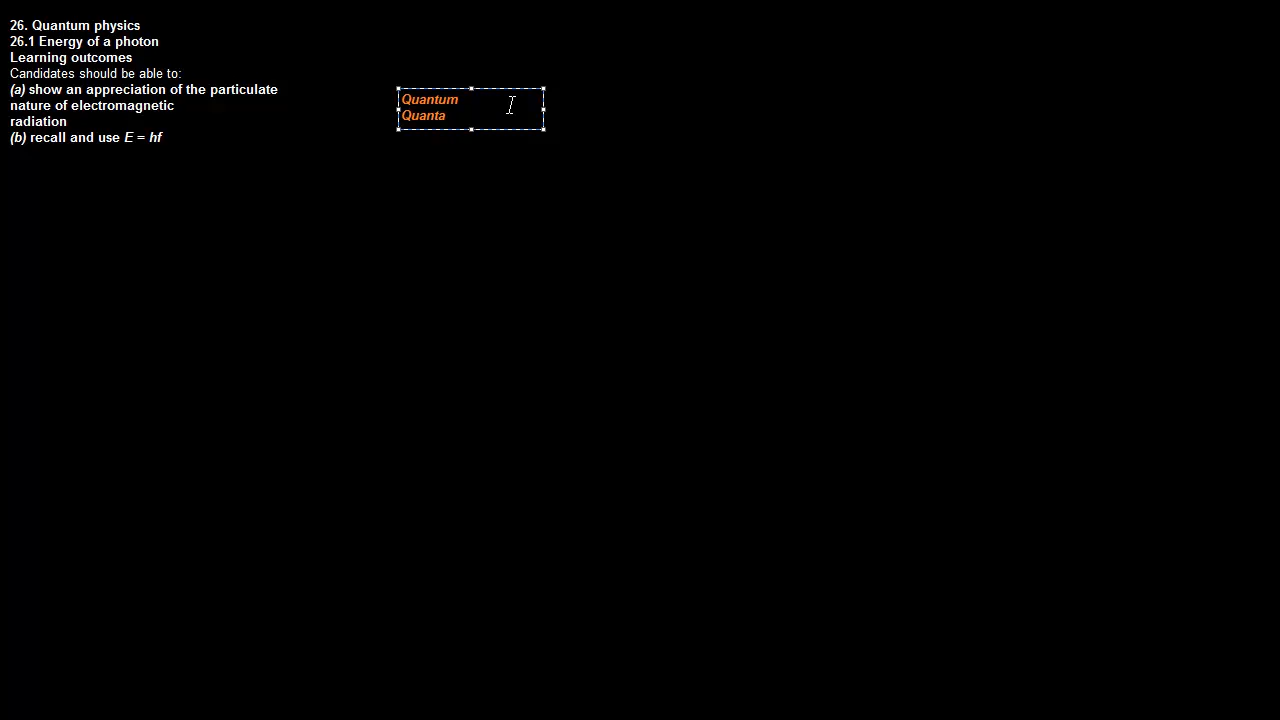 26. Quantum physics
26.1 Energy of a photon
Learning outcomes
Candidates should be able to:
(a) show an appreciation of the particulate
nature of electromagnetic
radiation
(b) recall and use E = hf
Quantum
Quanta